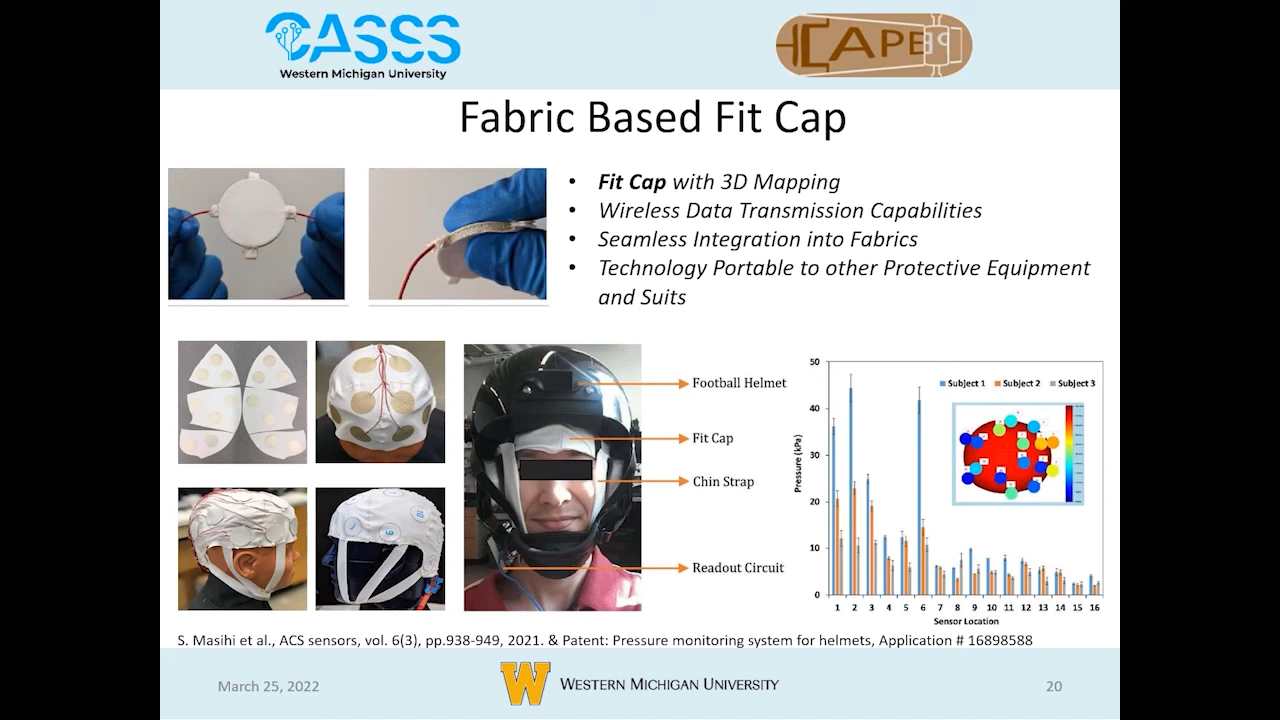 CASSS
Western Michigan University
CAPE
Fabric Based Fit Cap
• Fit Cap with 3D Mapping
• Wireless Data Transmission Capabilities
• Seamless Integration into Fabrics
• Technology Portable to other Protective Equipment
and Suits
Football Helmet
Fit Cap
Chin Strap
Readout Circuit
Pressure (kPa)
50
40
30
20
10
0
Subject 1 Subject 2 Subject 3
1 2 3 4 5 6 7 8 9 10 11 12 13 14 15 16
Sensor Location
S. Masihi et al., ACS sensors, vol. 6(3), pp.938-949, 2021. & Patent: Pressure monitoring system for helmets, Application # 16898588
March 25, 2022
W
WESTERN MICHIGAN UNIVERSITY
20